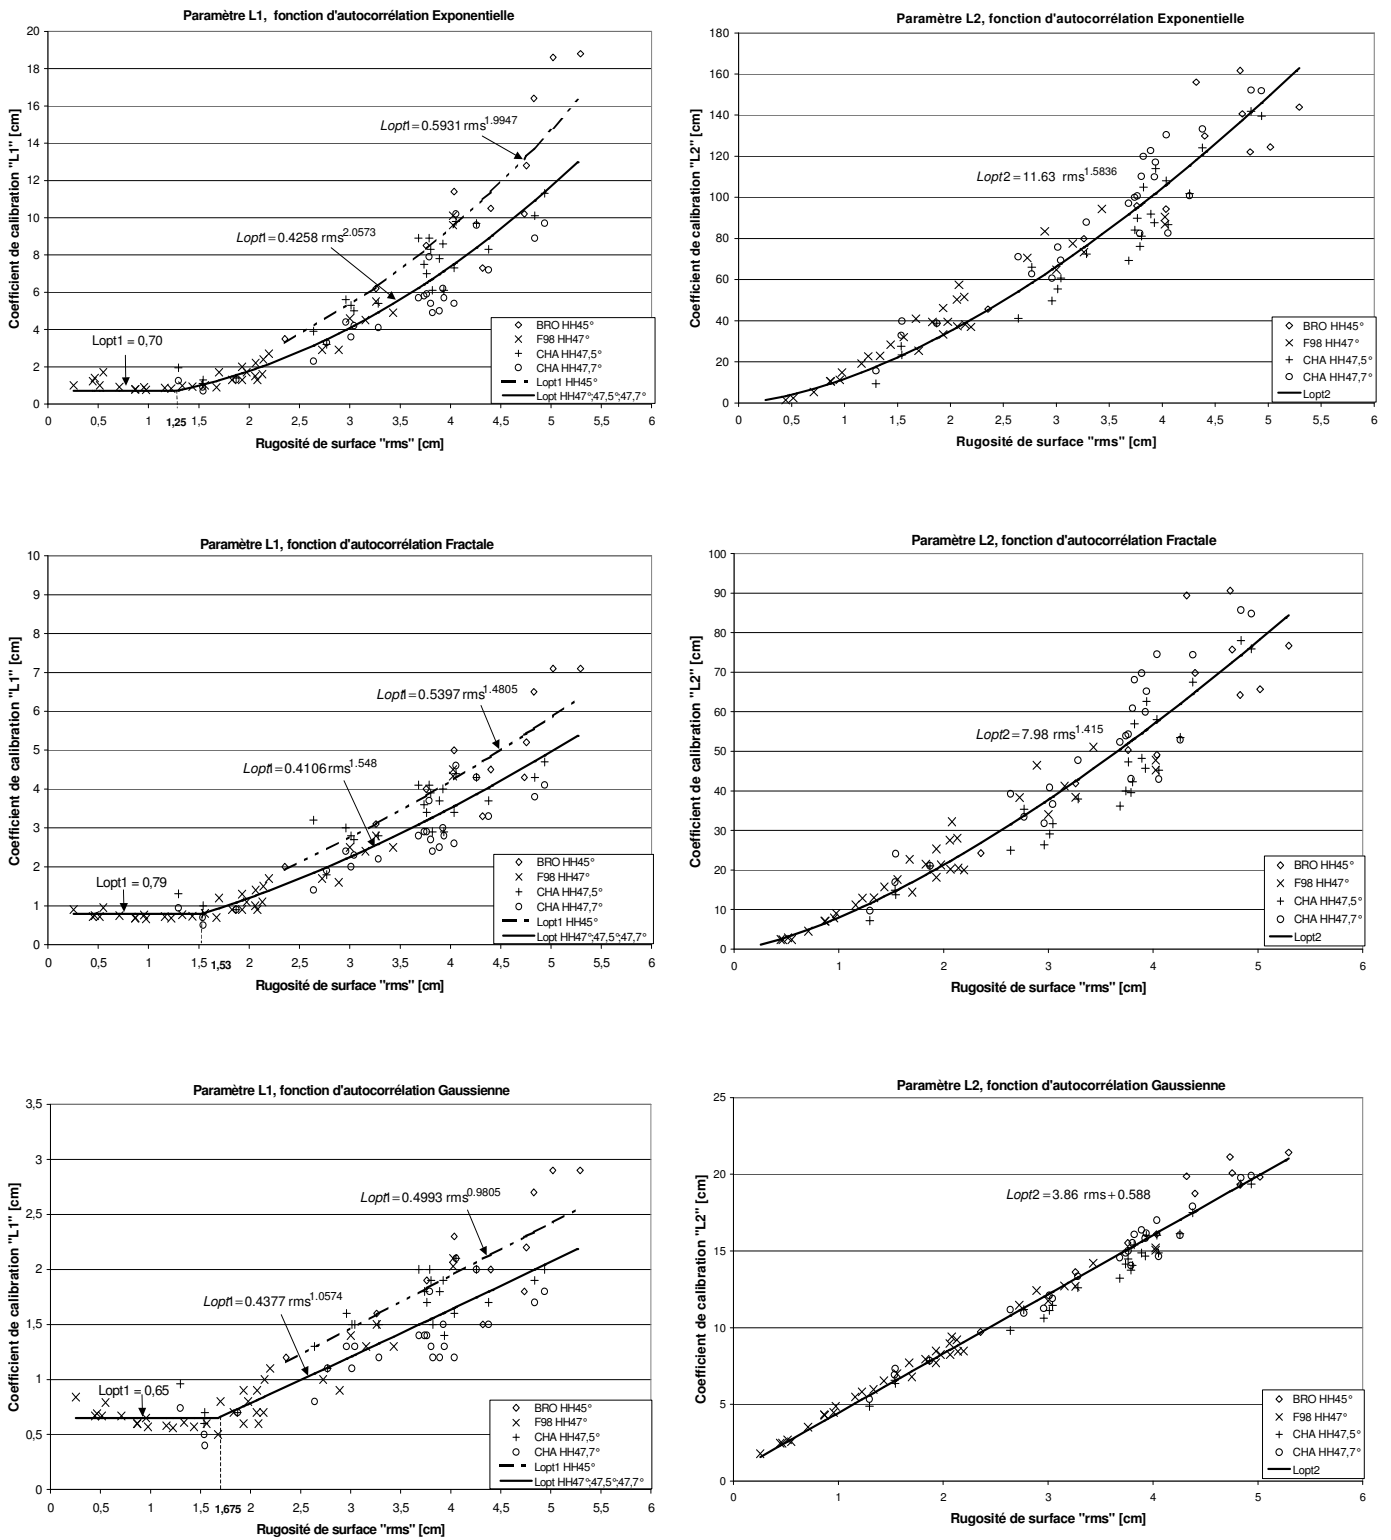 Paramètre L1, fonction d'autocorrélation Exponentielle
Coefficient de calibration "L1" [cm]
20
18
16
14
12
10
8
6
4
2
0
Lopt1=0.5931 rms1.9947
Lopt1=0.4258 rms2.0573
Lopt1 = 0,70
BRO HH45°
F98 HH47°
CHA HH47,5°
CHA HH47,7°
Lopt1 HH45°
Lopt HH47°;47,5°;47,7°
0 0,5 1 1,25 1,5 2 2,5 3 3,5 4 4,5 5 5,5 6
Rugosité de surface "rms" [cm]
Paramètre L2, fonction d'autocorrélation Exponentielle
Coefficient de calibration "L2" [cm]
180
160
140
120
100
80
60
40
20
0
Lopt2=11.63 rms1.5836
BRO HH45°
F98 HH47°
CHA HH47,5°
CHA HH47,7°
Lopt2
0 0,5 1 1,5 2 2,5 3 3,5 4 4,5 5 5,5 6
Rugosité de surface "rms" [cm]
Paramètre L1, fonction d'autocorrélation Fractale
Coefficient de calibration "L1" [cm]
10
9
8
7
6
5
4
3
2
1
0
Lopt1=0.5397 rms1.4805
Lopt1=0.4106 rms1.548
Lopt1 = 0,79
BRO HH45°
F98 HH47°
CHA HH47,5°
CHA HH47,7°
Lopt1 HH45°
Lopt HH47°;47,5°;47,7°
0 0,5 1 1,5 1,53 2 2,5 3 3,5 4 4,5 5 5,5 6
Rugosité de surface "rms" [cm]
Paramètre L2, fonction d'autocorrélation Fractale
Coefficient de calibration "L2" [cm]
100
90
80
70
60
50
40
30
20
10
0
Lopt2=7.98 rms1.415
BRO HH45°
F98 HH47°
CHA HH47,5°
CHA HH47,7°
Lopt2
0 1 2 3 4 5 6
Rugosité de surface "rms" [cm]
Paramètre L1, fonction d'autocorrélation Gaussienne
Coefficient de calibration "L1" [cm]
3,5
3
2,5
2
1,5
1
0,5
0
Lopt1=0.4993 rms0.9805
Lopt1=0.4377 rms1.0574
Lopt1 = 0,65
BRO HH45°
F98 HH47°
CHA HH47,5°
CHA HH47,7°
Lopt1 HH45°
Lopt HH47°;47,5°;47,7°
0 0,5 1 1,5 1,675 2 2,5 3 3,5 4 4,5 5 5,5 6
Rugosité de surface "rms" [cm]
Paramètre L2, fonction d'autocorrélation Gaussienne
Coefficient de calibration "L2" [cm]
25
20
15
10
5
0
Lopt2=3.86 rms+0.588
BRO HH45°
F98 HH47°
CHA HH47,5°
CHA HH47,7°
Lopt2
0 1 2 3 4 5 6
Rugosité de surface "rms" [cm]